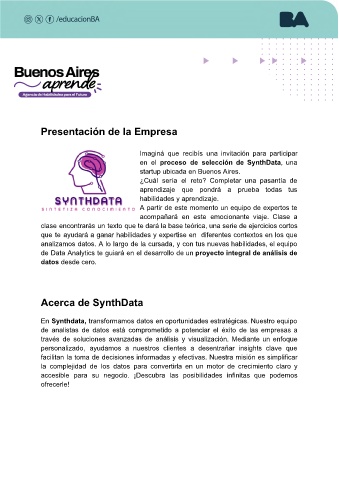 /educacionBA
BA
Buenos Aires
aprende
Agencia de Habilidades para el Futuro
Presentación de la Empresa
SYNTHDATA
SINTETIZA CONOCIMIENTO
Imaginá que recibís una invitación para participar
en el proceso de selección de SynthData, una
startup ubicada en Buenos Aires.
¿Cuál sería el reto? Completar una pasantía de
aprendizaje que pondrá a prueba todas tus
habilidades y aprendizaje.
A partir de este momento un equipo de expertos te
acompañará en este emocionante viaje. Clase a
clase encontrarás un texto que te dará la base teórica, una serie de ejercicios cortos
que te ayudará a ganar habilidades y expertise en diferentes contextos en los que
analizamos datos. A lo largo de la cursada, y con tus nuevas habilidades, el equipo
de Data Analytics te guiará en el desarrollo de un proyecto integral de análisis de
datos desde cero.
Acerca de SynthData
En Synthdata, transformamos datos en oportunidades estratégicas. Nuestro equipo
de analistas de datos está comprometido a potenciar el éxito de las empresas a
través de soluciones avanzadas de análisis y visualización. Mediante un enfoque
personalizado, ayudamos a nuestros clientes a desentrañar insights clave que
facilitan la toma de decisiones informadas y efectivas. Nuestra misión es simplificar
la complejidad de los datos para convertirla en un motor de crecimiento claro y
accesible para su negocio. ¡Descubra las posibilidades infinitas que podemos
ofrecerle!